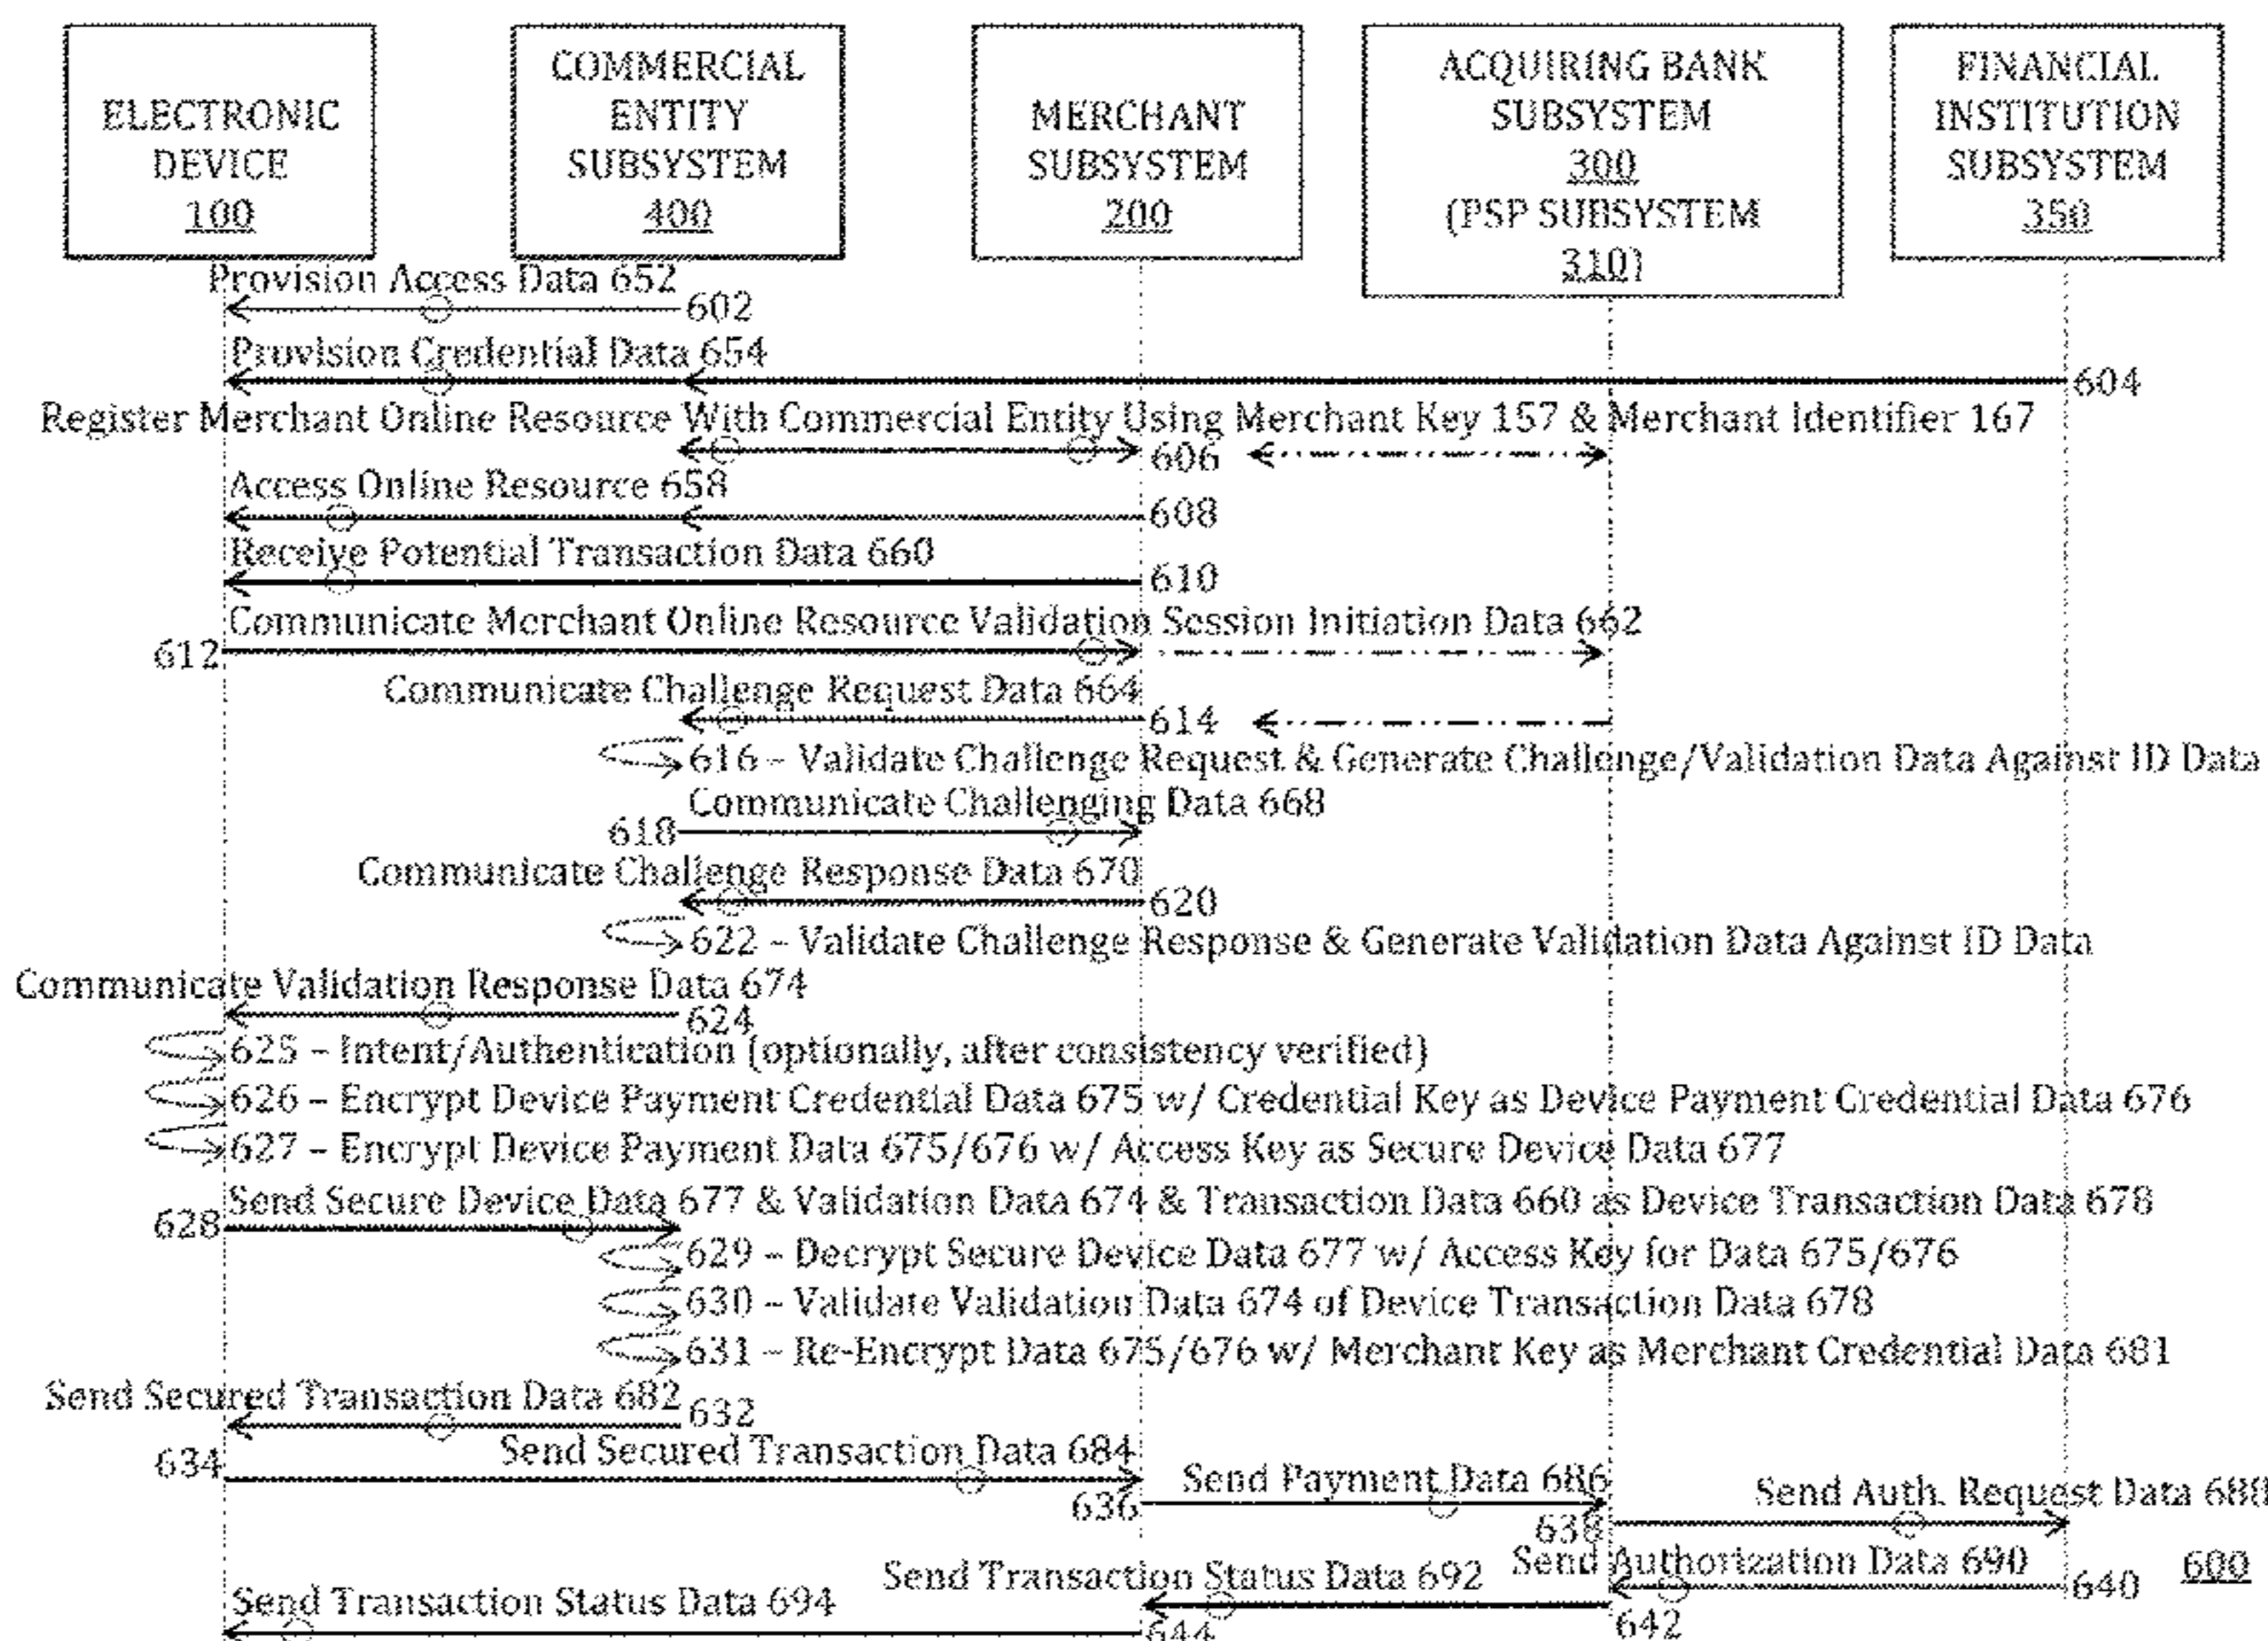 ELECTRONIC
DEVICE
100
COMMERCIAL
ENTITY
SUBSYSTEM
400
MERCHANT
SUBSYSTEM
200
ACQUIRING BANK
SUBSYSTEM
300
(PSP SUBSYSTEM
310)
FINANCIAL
INSTITUTION
SUBSYSTEM
350
Provision Access Data 652
602
Provision Credential Data 654
604
Register Merchant Online Resource With Commercial Entity Using Merchant Key 157 & Merchant Identifier 167
606
Access Online Resource 658
608
Receive Potential Transaction Data 660
610
Communicate Merchant Online Resource Validation Session Initiation Data 662
612
Communicate Challenge Request Data 664
614
616 – Validate Challenge Request & Generate Challenge/Validation Data Against ID Data
Communicate Challenging Data 668
618
Communicate Challenge Response Data 670
620
622 – Validate Challenge Response & Generate Validation Data Against ID Data
Communicate Validation Response Data 674
624
625 – Intent/Authentication (optionally, after consistency verified)
626 – Encrypt Device Payment Credential Data 675 w/ Credential Key as Device Payment Credential Data 676
627 – Encrypt Device Payment Data 675/676 w/ Access Key as Secure Device Data 677
Send Secure Device Data 677 & Validation Data 674 & Transaction Data 660 as Device Transaction Data 678
628
629 – Decrypt Secure Device Data 677 w/ Access Key for Data 675/676
630 – Validate Validation Data 674 of Device Transaction Data 678
631 – Re-Encrypt Data 675/676 w/ Merchant Key as Merchant Credential Data 681
Send Secured Transaction Data 682
632
Send Secured Transaction Data 684
634
Send Payment Data 686
636
Send Auth. Request Data 688
638
Send Authorization Data 690
640
600
Send Transaction Status Data 692
642
Send Transaction Status Data 694
644